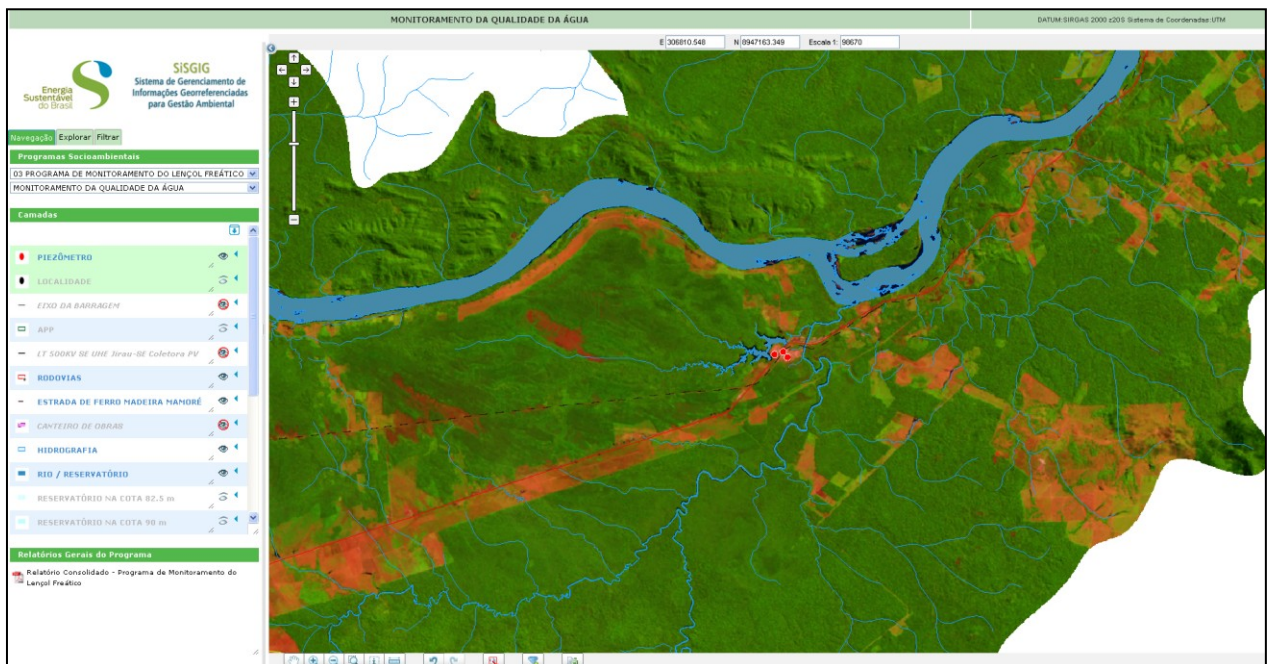 MONITORAMENTO DA QUALIDADE DA ÁGUA
DATUM:SIRGAS 2000 z20S Sistema de Coordenadas:UTM
E 306810.548 N 8947163.349 Escala 1: 98670
Energia
Sustentável
do Brasil
SiSGIG
Sistema de Gerenciamento de
Informações Georreferenciadas
para Gestão Ambiental
Navegação Explorar Filtrar
Programas Socioambientais
03 PROGRAMA DE MONITORAMENTO DO LENÇOL FREÁTICO
MONITORAMENTO DA QUALIDADE DA ÁGUA
Camadas
PIEZÔMETRO
LOCALIDADE
EIXO DA BARRAGEM
APP
LT 500KV SE UHE Jirau-SE Coletora PV
RODOVIAS
ESTRADA DE FERRO MADEIRA MAMORÉ
CANTEIRO DE OBRAS
HIDROGRAFIA
RIO / RESERVATÓRIO
RESERVATÓRIO NA COTA 82.5 m
RESERVATÓRIO NA COTA 90 m
Relatórios Gerais do Programa
Relatório Consolidado - Programa de Monitoramento do
Lençol Freático